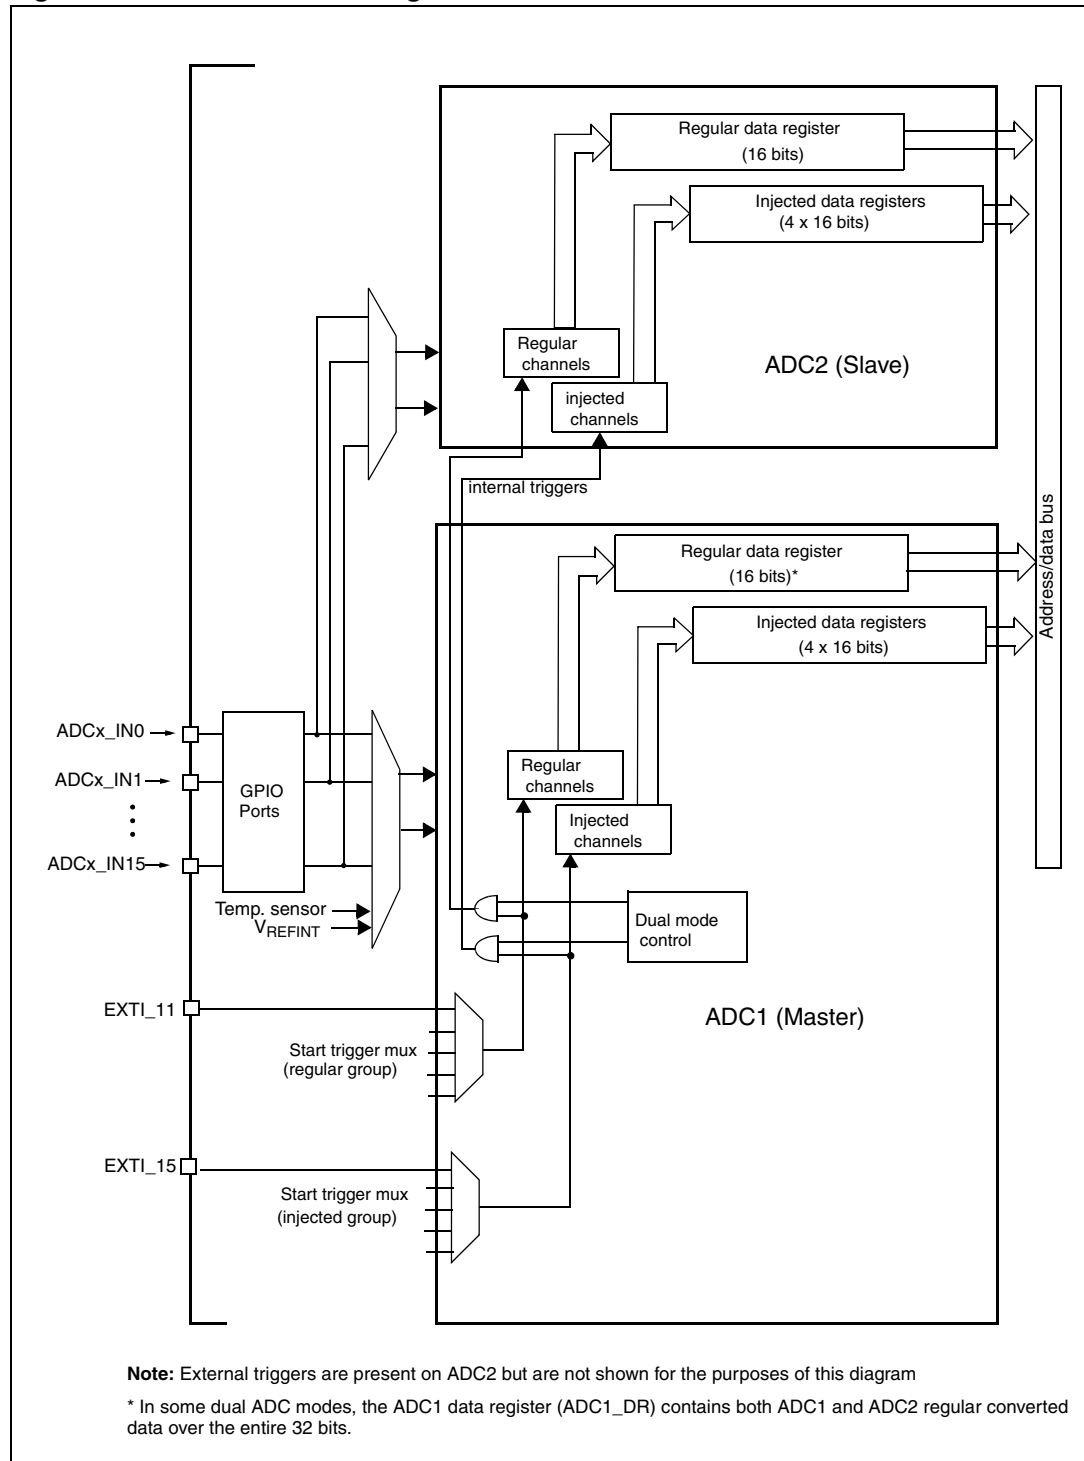 Regular data register
(16 bits)
Injected data registers
(4 x 16 bits)
Regular
channels
injected
channels
ADC2 (Slave)
internal triggers
Regular data register
(16 bits)*
Injected data registers
(4 x 16 bits)
Address/data bus
ADCx_IN0
ADCx_IN1
ADCx_IN15
GPIO
Ports
Regular
channels
Injected
channels
Temp. sensor
VREFINT
Dual mode
control
EXTI_11
ADC1 (Master)
Start trigger mux
(regular group)
EXTI_15
Start trigger mux
(injected group)
Note: External triggers are present on ADC2 but are not shown for the purposes of this diagram
* In some dual ADC modes, the ADC1 data register (ADC1_DR) contains both ADC1 and ADC2 regular converted
data over the entire 32 bits.